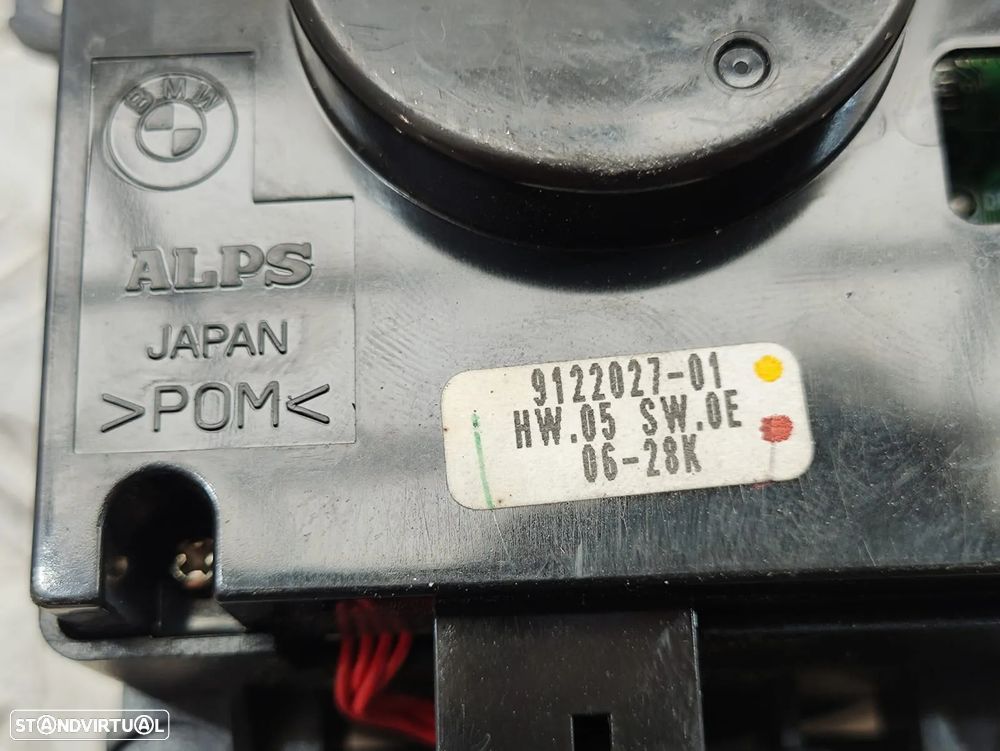 BMW
ALPS
JAPAN
>POM<
9122027-01
HW.05 SW.0E
06-28K
STANDVIRTUAL